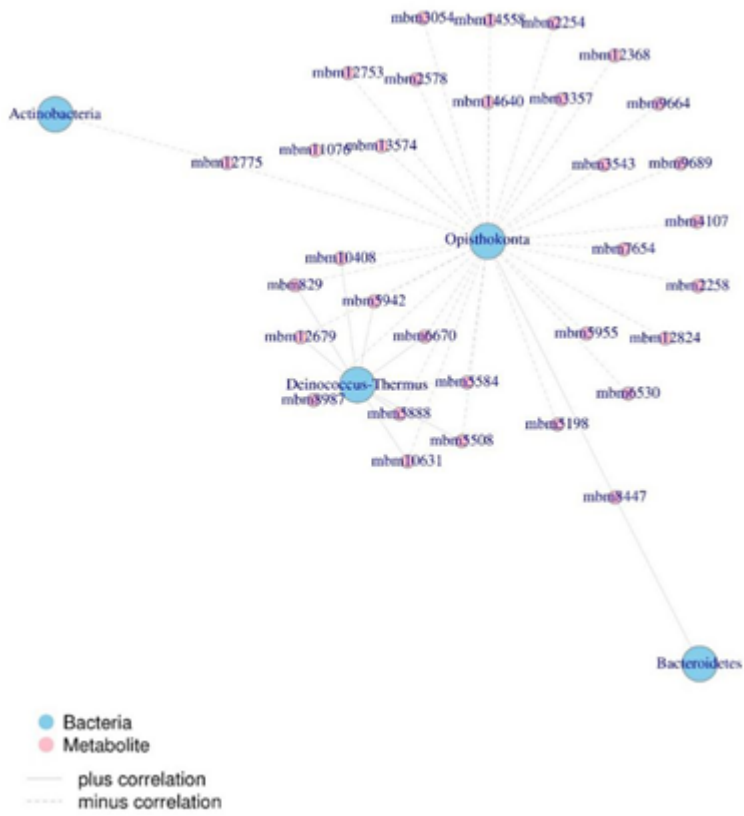 mbm3054
mbm14558
mbm2254
mbm12368
mbm12753
mbm2578
mbm14640
mbm3357
mbm9664
Actinobacteria
mbm11076
mbm13574
mbm12775
mbm3543
mbm9689
mbm4107
Opisthokonta
mbm7654
mbm10408
mbm829
mbm2258
mbm5942
mbm12679
mbm6670
mbm5955
mbm12824
Deinococcus-Thermus
mbm5584
mbm8987
mbm6530
mbm5888
mbm5198
mbm5508
mbm10631
mbm8447
Bacteroidetes
Bacteria
Metabolite
plus correlation
minus correlation